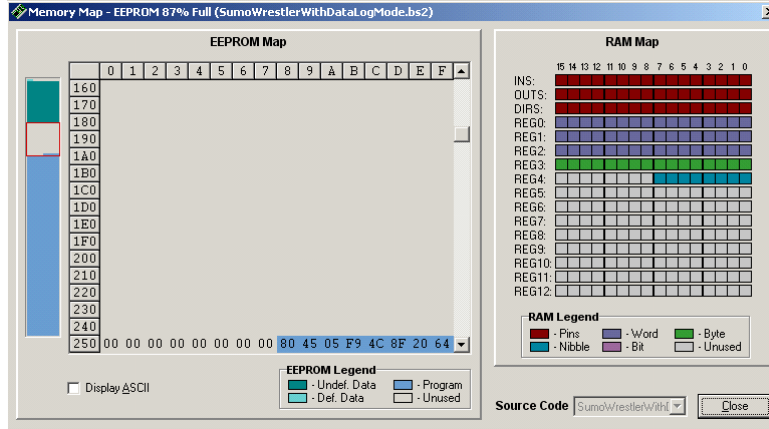 Memory Map - EEPROM 87% Full (SumoWrestlerWithDataLogMode.bs2)
EEPROM Map
0 1 2 3 4 5 6 7 8 9 A B C D E F
160
170
180
190
1A0
1B0
1C0
1D0
1E0
1F0
200
210
220
230
240
250 00 00 00 00 00 00 00 00 80 45 05 F9 4C 8F 20 64
Display ASCII
EEPROM Legend
- Undef. Data - Program
- Def. Data - Unused
RAM Map
15 14 13 12 11 10 9 8 7 6 5 4 3 2 1 0
INS:
OUTS:
DIRS:
REG0:
REG1:
REG2:
REG3:
REG4:
REG5:
REG6:
REG7:
REG8:
REG9:
REG10:
REG11:
REG12:
RAM Legend
- Pins - Word - Byte
- Nibble - Bit - Unused
Source Code SumoWrestlerWithI Close